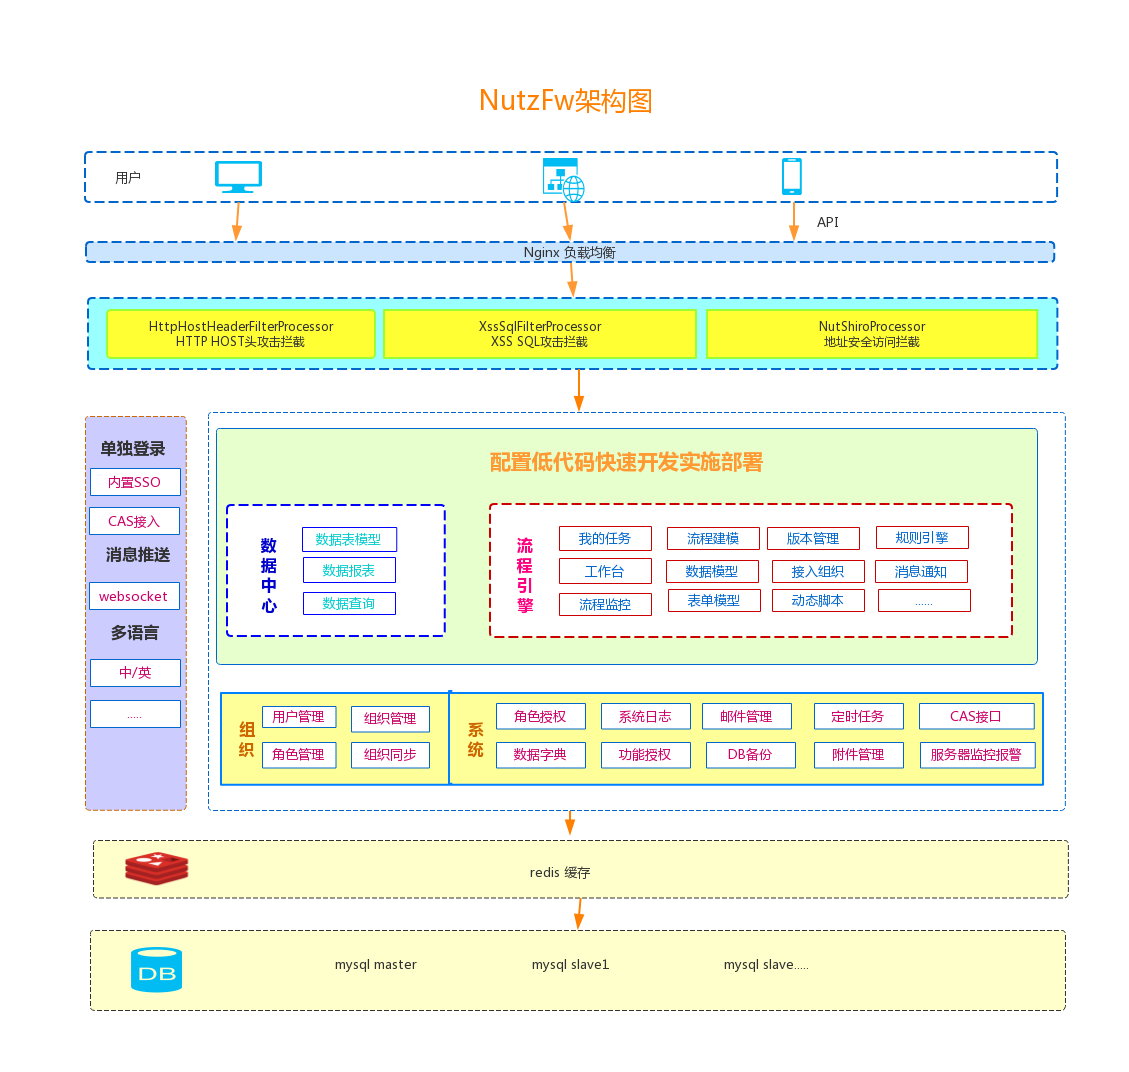 NutzFw架构图
用户
API
Nginx 负载均衡
HttpHostHeaderFilterProcessor
HTTP HOST头攻击拦截
XssSqlFilterProcessor
XSS SQL攻击拦截
NutShiroProcessor
地址安全访问拦截
单独登录
内置SSO
CAS接入
消息推送
websocket
多语言
中/英
.....
配置低代码快速开发实施部署
数据中心
数据表模型
数据报表
数据查询
流程引擎
我的任务
流程建模
版本管理
规则引擎
工作台
数据模型
接入组织
消息通知
流程监控
表单模型
动态脚本
......
组织
用户管理
组织管理
角色管理
组织同步
系统
角色授权
系统日志
邮件管理
定时任务
CAS接口
数据字典
功能授权
DB备份
附件管理
服务器监控报警
redis 缓存
DB
mysql master
mysql slave1
mysql slave.....